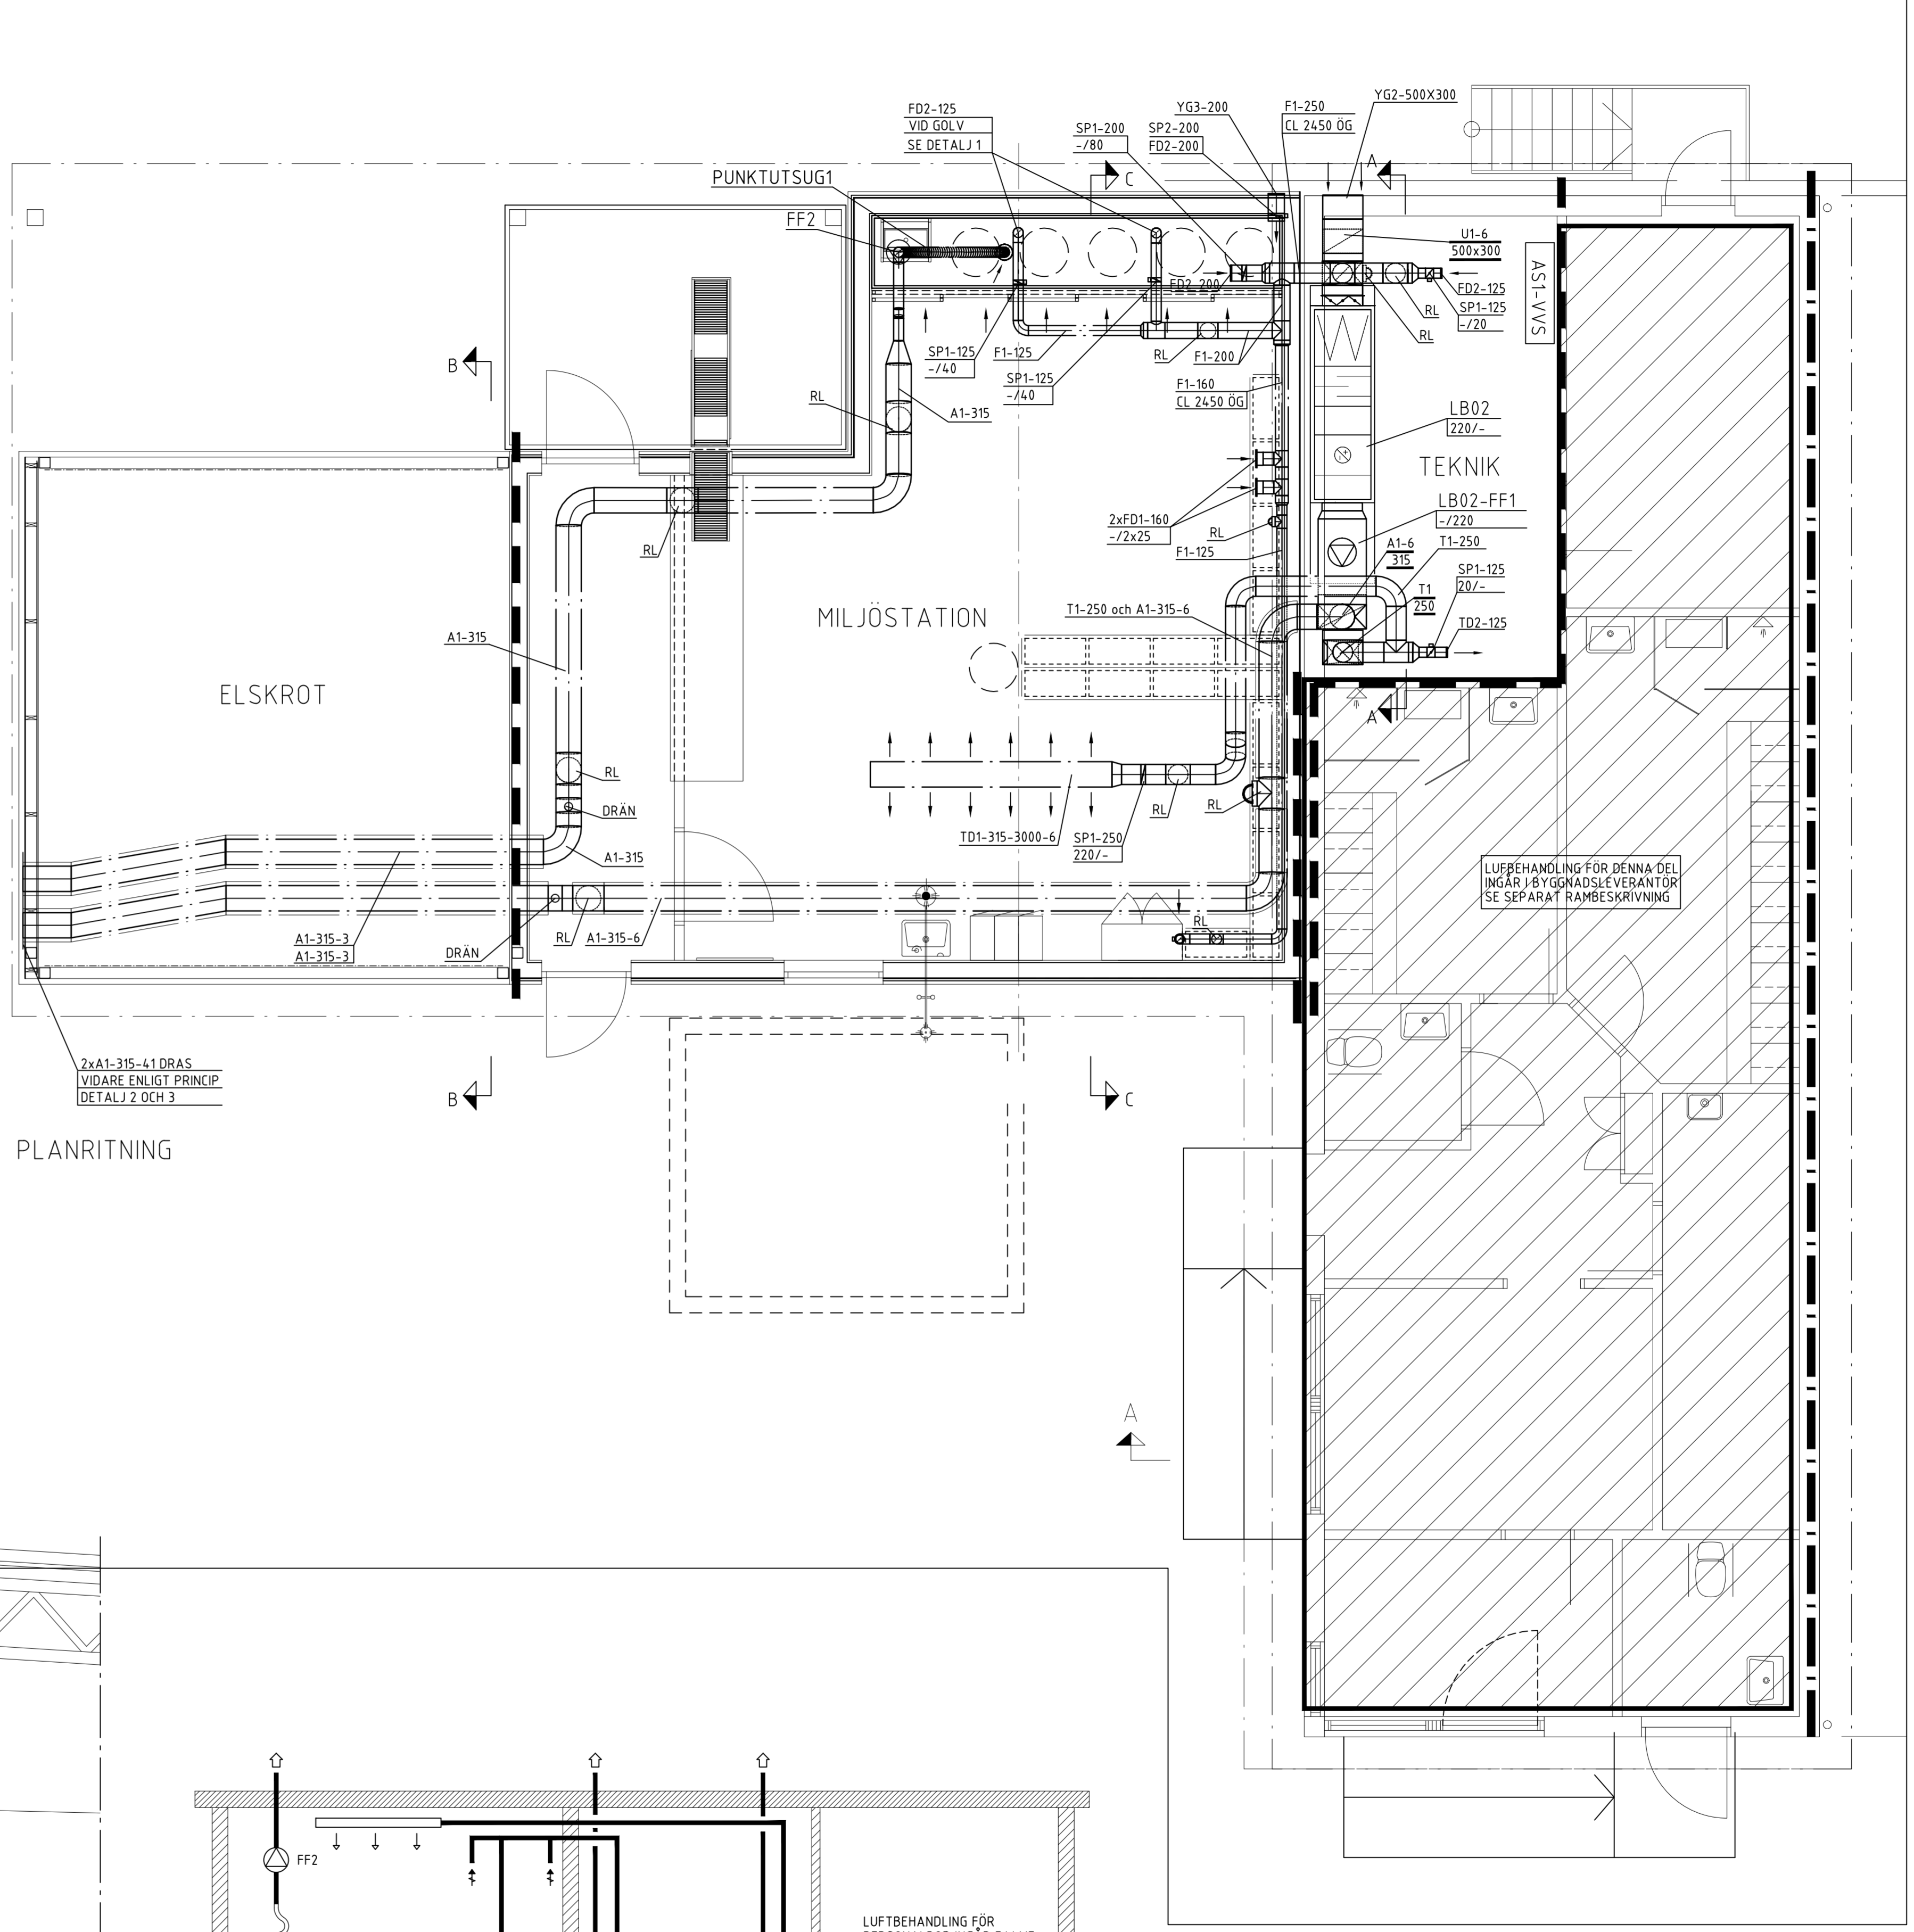 FD2-125
VID GOLV
SE DETALJ 1
SP1-200
-/80
YG3-200
SP2-200
FD2-200
F1-250
CL 2450 ÖG
YG2-500X300
A
C
PUNKTUTSUG1
FF2
U1-6
500x300
AS1-VVS
FD2-200
FD2-125
SP1-125
-/20
RL
RL
B
SP1-125
-/40
F1-125
SP1-125
-/40
RL
F1-200
F1-160
CL 2450 ÖG
RL
A1-315
LB02
220/-
TEKNIK
LB02-FF1
-/220
2xFD1-160
-/2x25
RL
F1-125
RL
A1-6
315
T1-250
SP1-125
20/-
T1
250
TD2-125
T1-250 och A1-315-6
MILJÖSTATION
A1-315
ELSKROT
A
RL
DRÄN
RL
RL
TD1-315-3000-6
SP1-250
220/-
A1-315
LUFBEHANDLING FÖR DENNA DEL
INGÅR I BYGGNADSLEVERANTÖR
SE SEPARAT RAMBESKRIVNING
RL
A1-315-3
A1-315-3
DRÄN
RL
A1-315-6
2xA1-315-41 DRAS
VIDARE ENLIGT PRINCIP
DETALJ 2 OCH 3
B
C
PLANRITNING
A
FF2
LUFTBEHANDLING FÖR